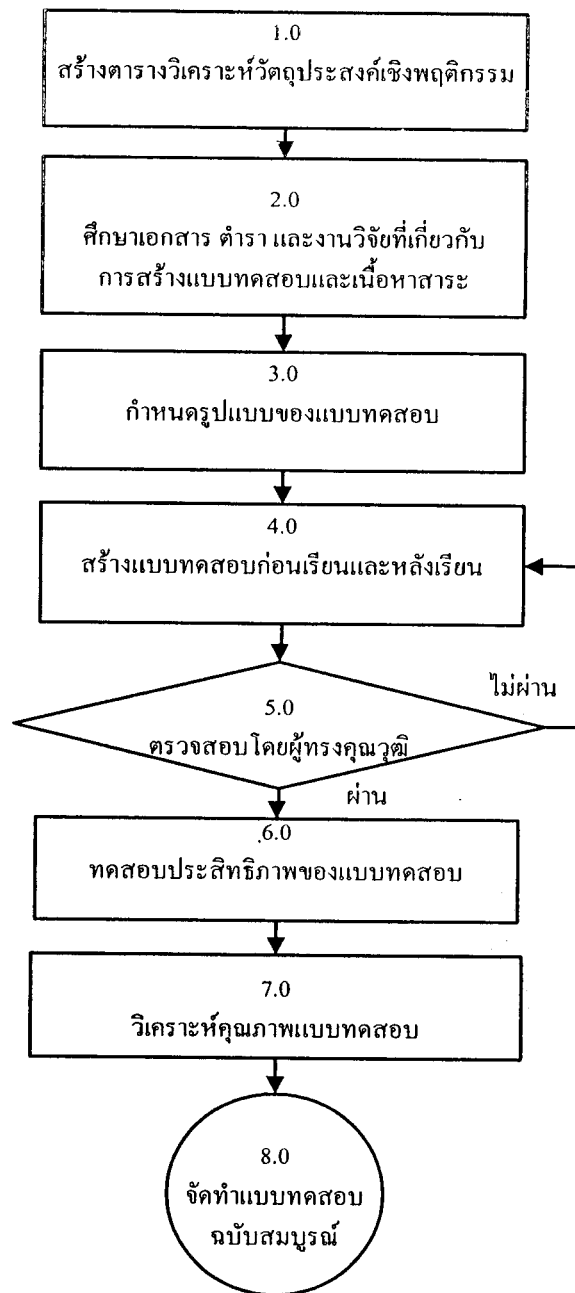 1.0
สร้างตารางวิเคราะห์วัตถุประสงค์เชิงพฤติกรรม
2.0
ศึกษาเอกสาร ตำรา และงานวิจัยที่เกี่ยวกับ
การสร้างแบบทดสอบและเนื้อหาสาระ
3.0
กำหนดรูปแบบของแบบทดสอบ
4.0
สร้างแบบทดสอบก่อนเรียนและหลังเรียน
ไม่ผ่าน
5.0
ตรวจสอบโดยผู้ทรงคุณวุฒิ
ผ่าน
6.0
ทดสอบประสิทธิภาพของแบบทดสอบ
7.0
วิเคราะห์คุณภาพแบบทดสอบ
8.0
จัดทำแบบทดสอบ
ฉบับสมบูรณ์